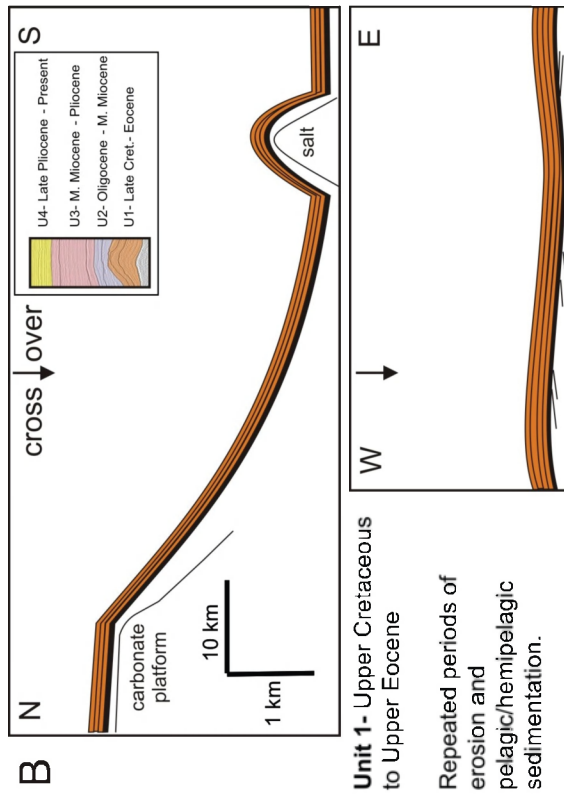 B
N
S
cross over
U4- Late Pliocene - Present
U3- M. Miocene - Pliocene
U2- Oligocene - M. Miocene
U1- Late Cret.- Eocene
carbonate
platform
salt
10 km
1 km
Unit 1- Upper Cretaceous
to Upper Eocene
Repeated periods of
erosion and
pelagic/hemipelagic
sedimentation.
W
E